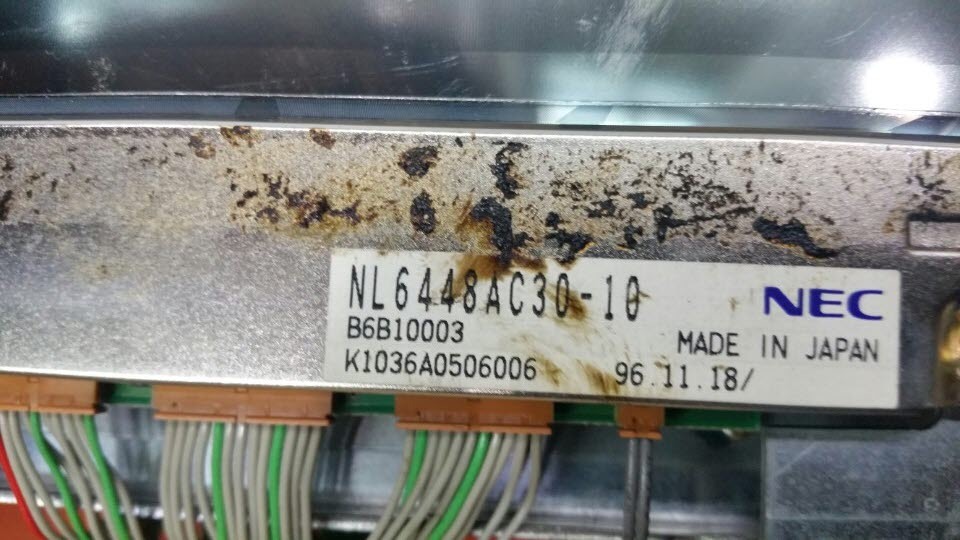 NL6448AC30-10
NEC
B6B10003
MADE IN JAPAN
K1036A0506006
96.11.18/